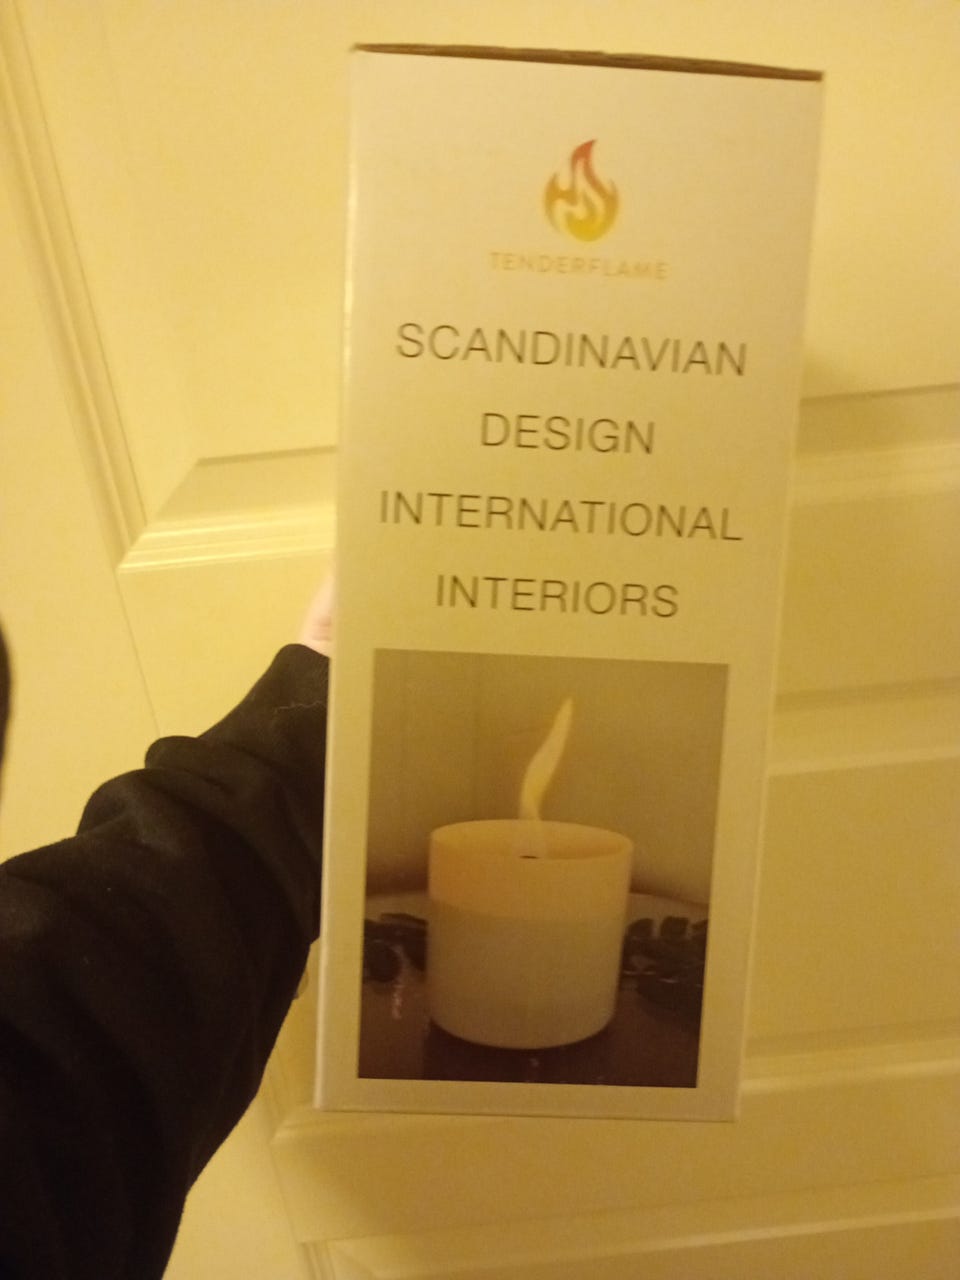 TENDERFLAME
SCANDINAVIAN
DESIGN
INTERNATIONAL
INTERIORS